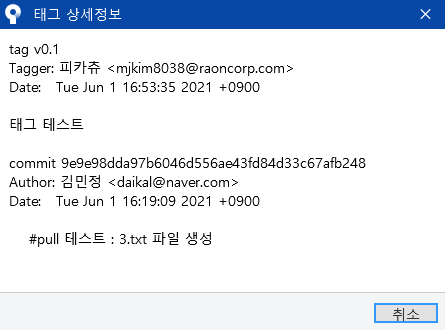 태그 상세정보
tag v0.1
Tagger: 피카츄 <mjkim8038@raoncorp.com>
Date: Tue Jun 1 16:53:35 2021 +0900
태그 테스트
commit 9e9e98dda97b6046d556ae43fd84d33c67afb248
Author: 김민정 <daikal@naver.com>
Date: Tue Jun 1 16:19:09 2021 +0900
#pull 테스트 : 3.txt 파일 생성
취소